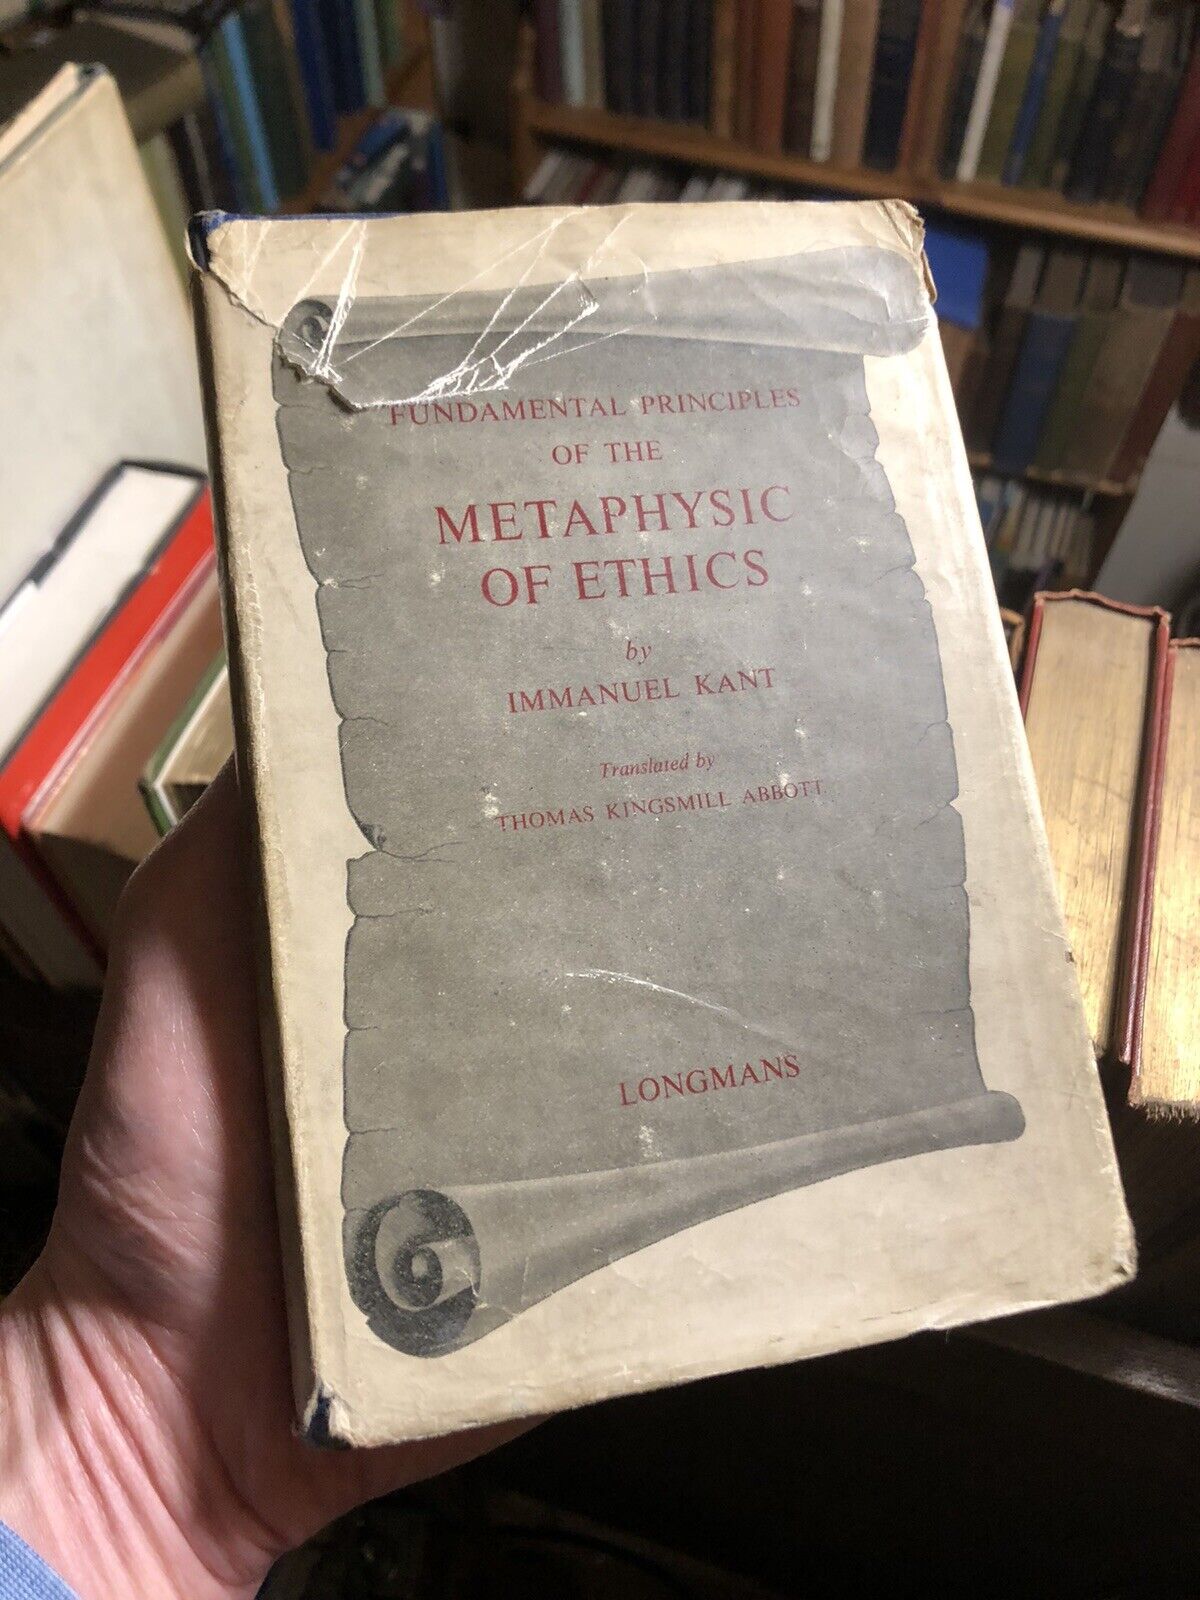 FUNDAMENTAL PRINCIPLES
OF THE
METAPHYSIC
OF ETHICS
by
IMMANUEL KANT
Translated by
THOMAS KINGSMILL ABBOTT
LONGMANS